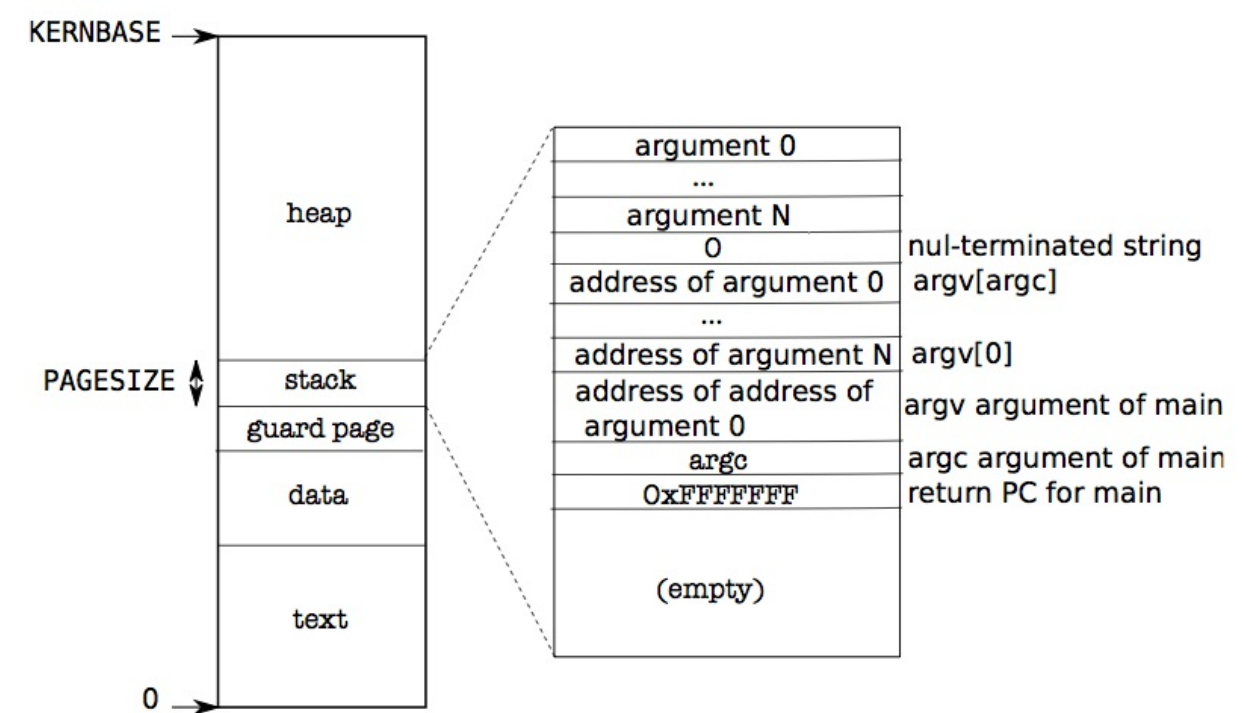 KERNBASE
heap
PAGESIZE
stack
guard page
data
text
0
argument 0
...
argument N
0
nul-terminated string
address of argument 0
argv[argc]
...
address of argument N
argv[0]
address of address of
argument 0
argv argument of main
argc
argc argument of main
0xFFFFFFF
return PC for main
(empty)